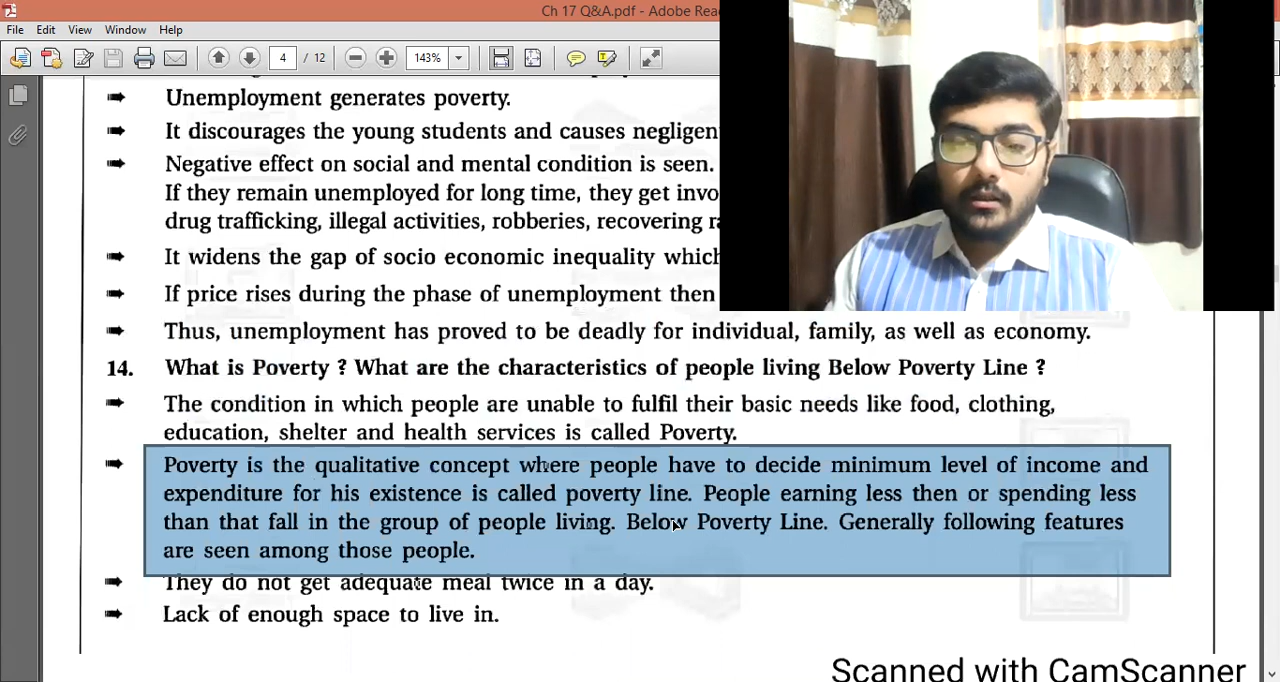 Ch 17 Q&A.pdf - Adobe Rea
File Edit View Window Help
4 / 12 143%
Unemployment generates poverty.
It discourages the young students and causes negligen
Negative effect on social and mental condition is seen.
If they remain unemployed for long time, they get invo
drug trafficking, illegal activities, robberies, recovering ra
It widens the gap of socio economic inequality which
If price rises during the phase of unemployment then
Thus, unemployment has proved to be deadly for individual, family, as well as economy.
14. What is Poverty ? What are the characteristics of people living Below Poverty Line ?
The condition in which people are unable to fulfil their basic needs like food, clothing,
education, shelter and health services is called Poverty.
Poverty is the qualitative concept where people have to decide minimum level of income and
expenditure for his existence is called poverty line. People earning less then or spending less
than that fall in the group of people living. Below Poverty Line. Generally following features
are seen among those people.
They do not get adequate meal twice in a day.
Lack of enough space to live in.
Scanned with CamScanner